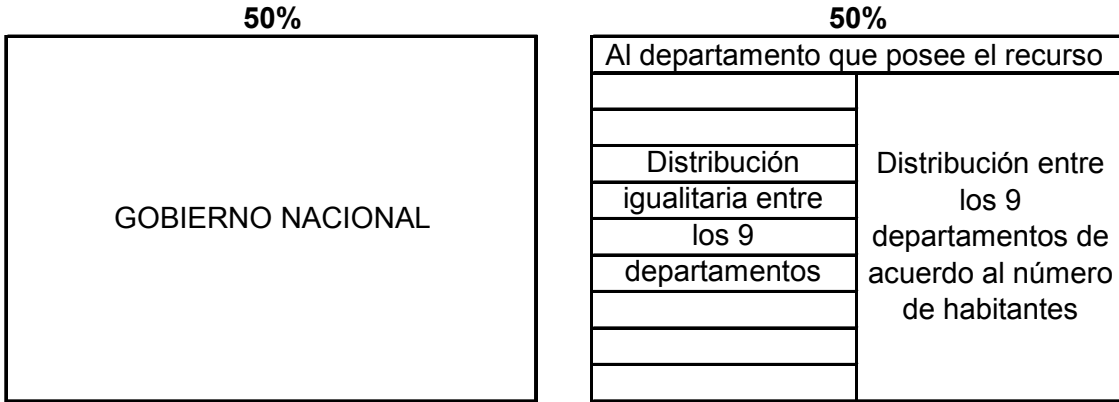 50%
GOBIERNO NACIONAL
50%
Al departamento que posee el recurso
Distribución
igualitaria entre
los 9
departamentos
Distribución entre
los 9
departamentos de
acuerdo al número
de habitantes